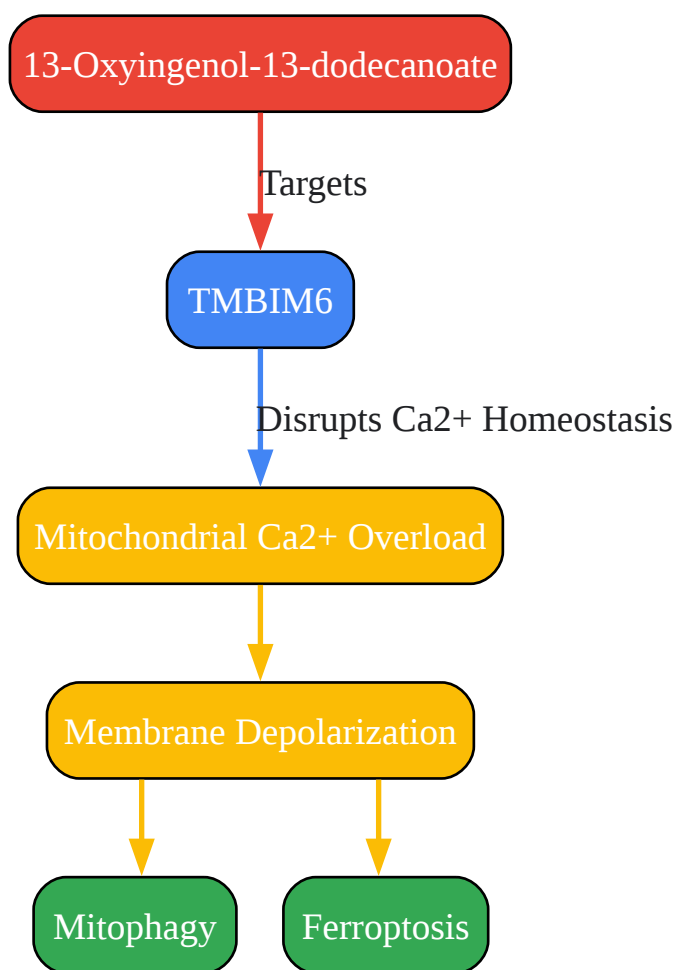 13-Oxyingenol-13-dodecanoate
Targets
TMBIM6
Disrupts Ca2+ Homeostasis
Mitochondrial Ca2+ Overload
Membrane Depolarization
Mitophagy
Ferroptosis